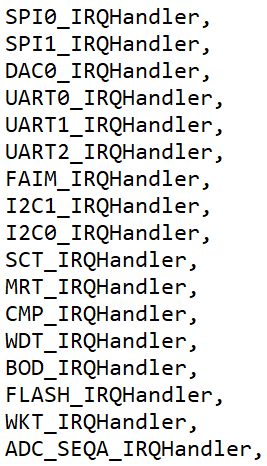 SPI0_IRQHandler,
SPI1_IRQHandler,
DAC0_IRQHandler,
UART0_IRQHandler,
UART1_IRQHandler,
UART2_IRQHandler,
FAIM_IRQHandler,
I2C1_IRQHandler,
I2C0_IRQHandler,
SCT_IRQHandler,
MRT_IRQHandler,
CMP_IRQHandler,
WDT_IRQHandler,
BOD_IRQHandler,
FLASH_IRQHandler,
WKT_IRQHandler,
ADC_SEQA_IRQHandler,